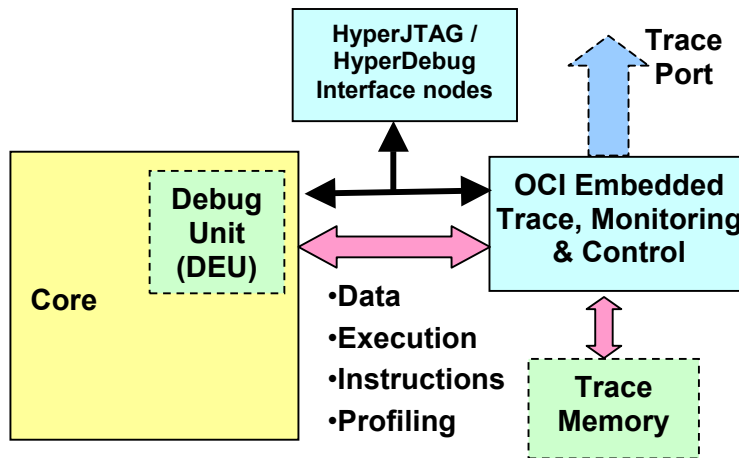 HyperJTAG /
HyperDebug
Interface nodes
Trace
Port
Debug
Unit
(DEU)
Core
OCI Embedded
Trace, Monitoring
& Control
•Data
•Execution
•Instructions
•Profiling
Trace
Memory